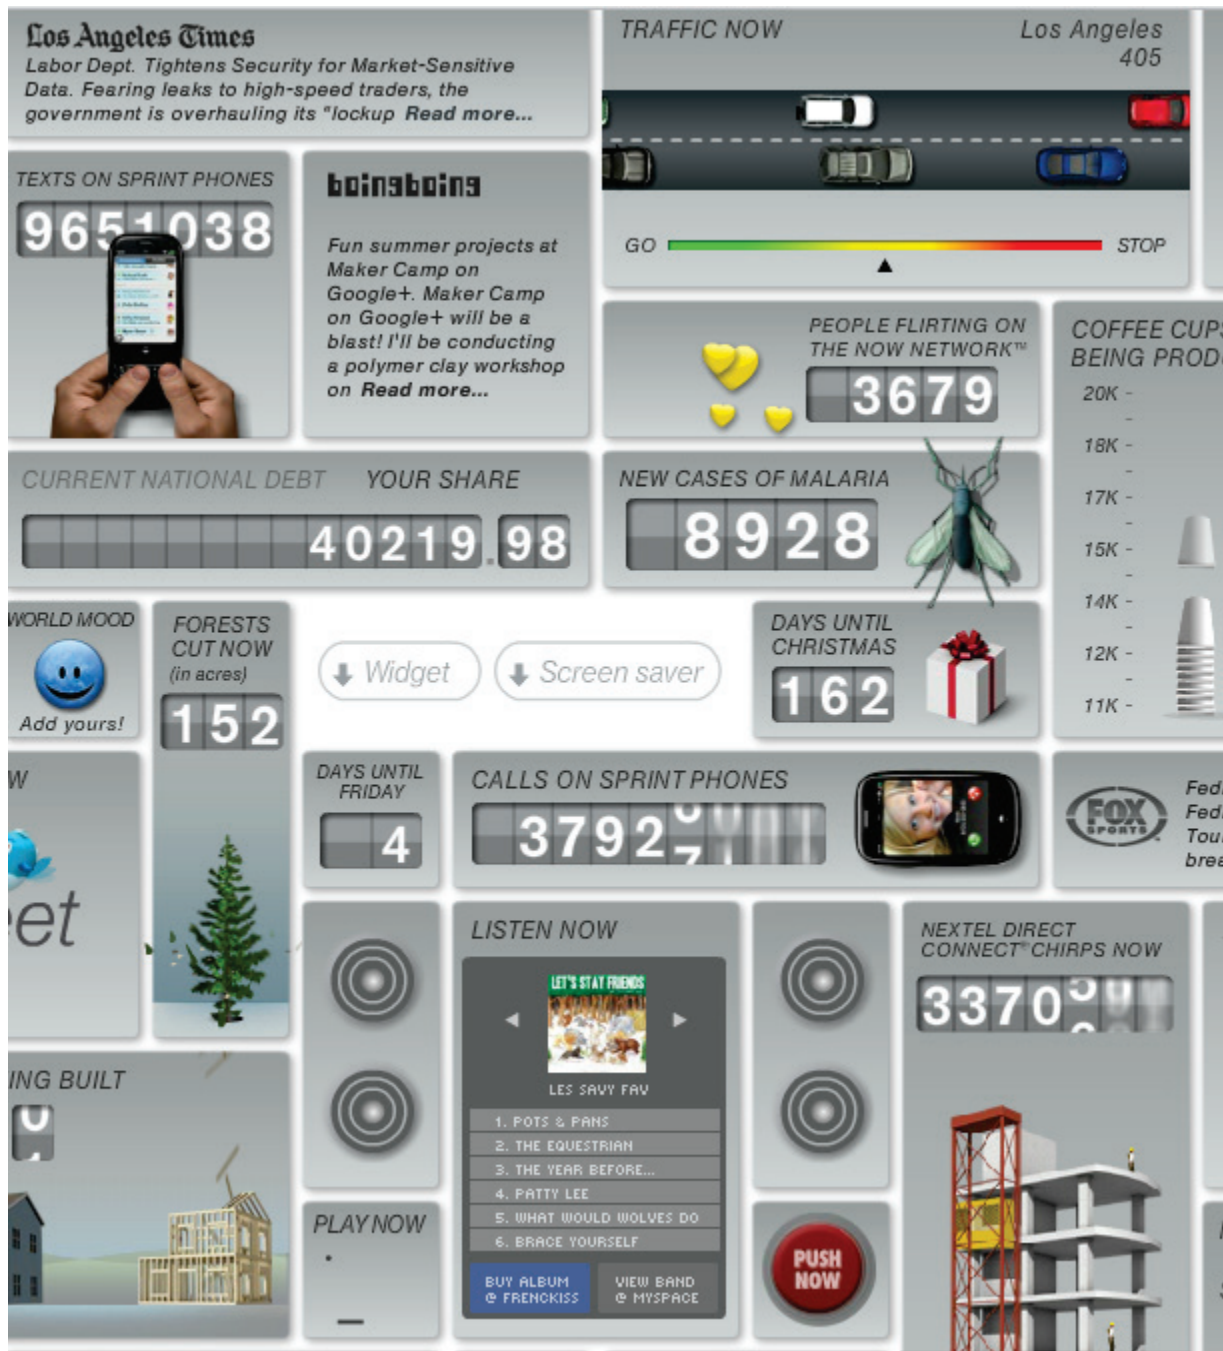 Los Angeles Times
Labor Dept. Tightens Security for Market-Sensitive
Data. Fearing leaks to high-speed traders, the
government is overhauling its "lockup Read more...
TRAFFIC NOW
Los Angeles
405
GO
STOP
TEXTS ON SPRINT PHONES
9651038
boingboing
Fun summer projects at
Maker Camp on
Google+. Maker Camp
on Google+ will be a
blast! I'll be conducting
a polymer clay workshop
on Read more...
PEOPLE FLIRTING ON
THE NOW NETWORK™
3679
COFFEE CUPS
BEING PROD
20K -
18K -
17K -
15K -
14K -
12K -
11K -
CURRENT NATIONAL DEBT YOUR SHARE
40219.98
NEW CASES OF MALARIA
8928
WORLD MOOD
Add yours!
FORESTS
CUT NOW
(in acres)
152
Widget
Screen saver
DAYS UNTIL
CHRISTMAS
162
W
eet
DAYS UNTIL
FRIDAY
4
CALLS ON SPRINT PHONES
3792
FOX
SPORTS
Fed
Fed
Tou
brea
LISTEN NOW
LET'S STAY FRIENDS
LES SAVY FAV
1. POTS & PANS
2. THE EQUESTRIAN
3. THE YEAR BEFORE...
4. PATTY LEE
5. WHAT WOULD WOLVES DO
6. BRACE YOURSELF
BUY ALBUM
@ FRENCKISS
VIEW BAND
@ MYSPACE
NEXTEL DIRECT
CONNECT® CHIRPS NOW
3370
ING BUILT
PLAY NOW
PUSH
NOW